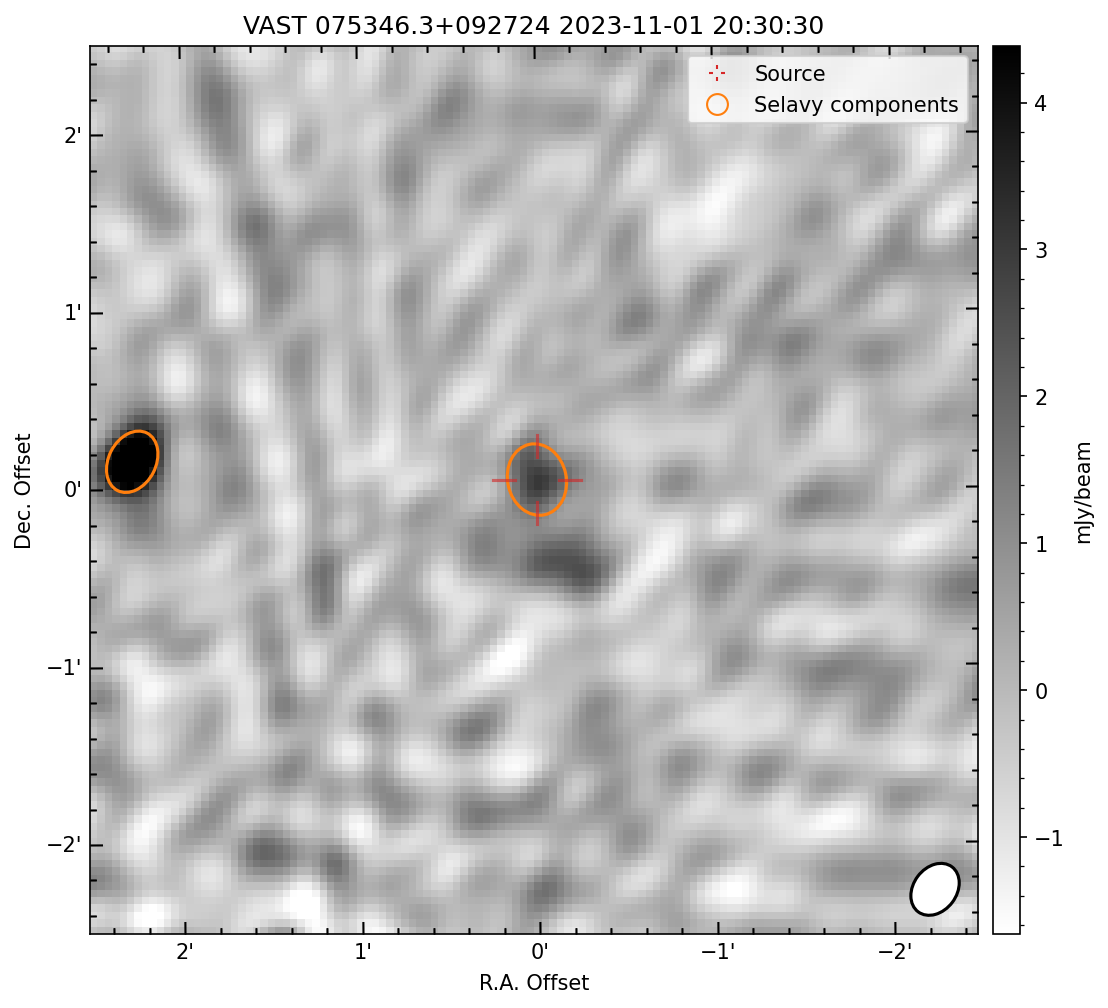 VAST 075346.3+092724 2023-11-01 20:30:30
Source
Selavy components
2'
1'
0'
−1'
−2'
Dec. Offset
2'
1'
0'
−1'
−2'
R.A. Offset
4
3
2
1
0
−1
mJy/beam